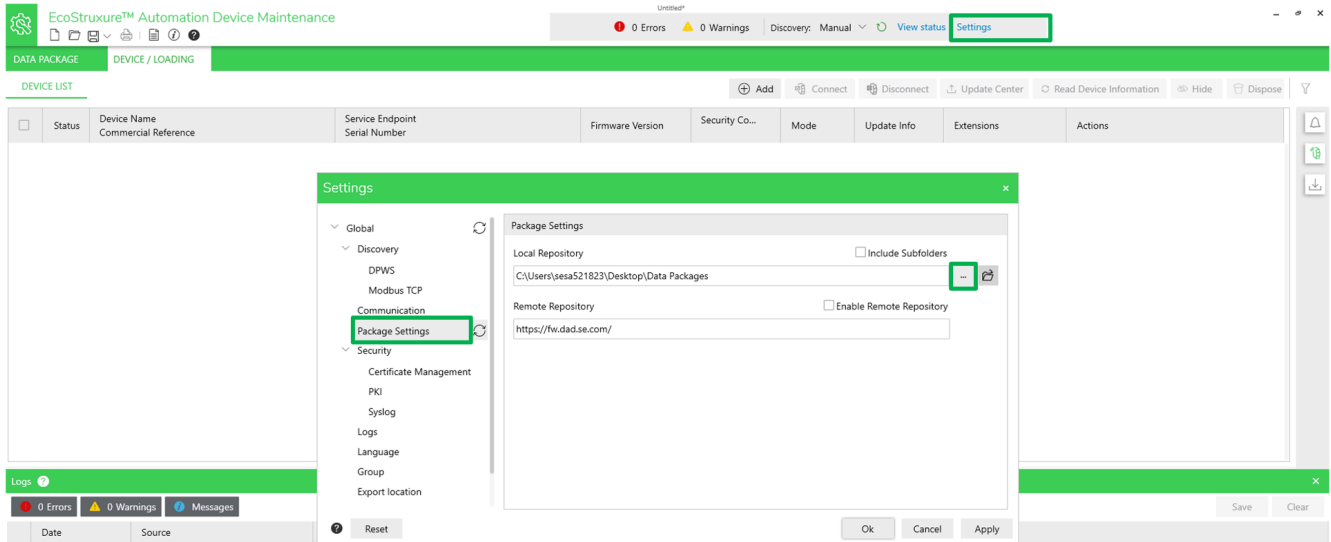 Untitled*
EcoStruxure™ Automation Device Maintenance
0 Errors 0 Warnings Discovery: Manual View status Settings
DATA PACKAGE DEVICE / LOADING
DEVICE LIST
Add Connect Disconnect Update Center Read Device Information Hide Dispose
Status Device Name Service Endpoint Firmware Version Security Co... Mode Update Info Extensions Actions
Commercial Reference Serial Number
Settings
Global
Discovery
DPWS
Modbus TCP
Communication
Package Settings
Security
Certificate Management
PKI
Syslog
Logs
Language
Group
Export location
Package Settings
Local Repository Include Subfolders
C:\Users\sesa521823\Desktop\Data Packages ...
Remote Repository Enable Remote Repository
https://fw.dad.se.com/
Reset Ok Cancel Apply
Logs
0 Errors 0 Warnings Messages Save Clear
Date Source